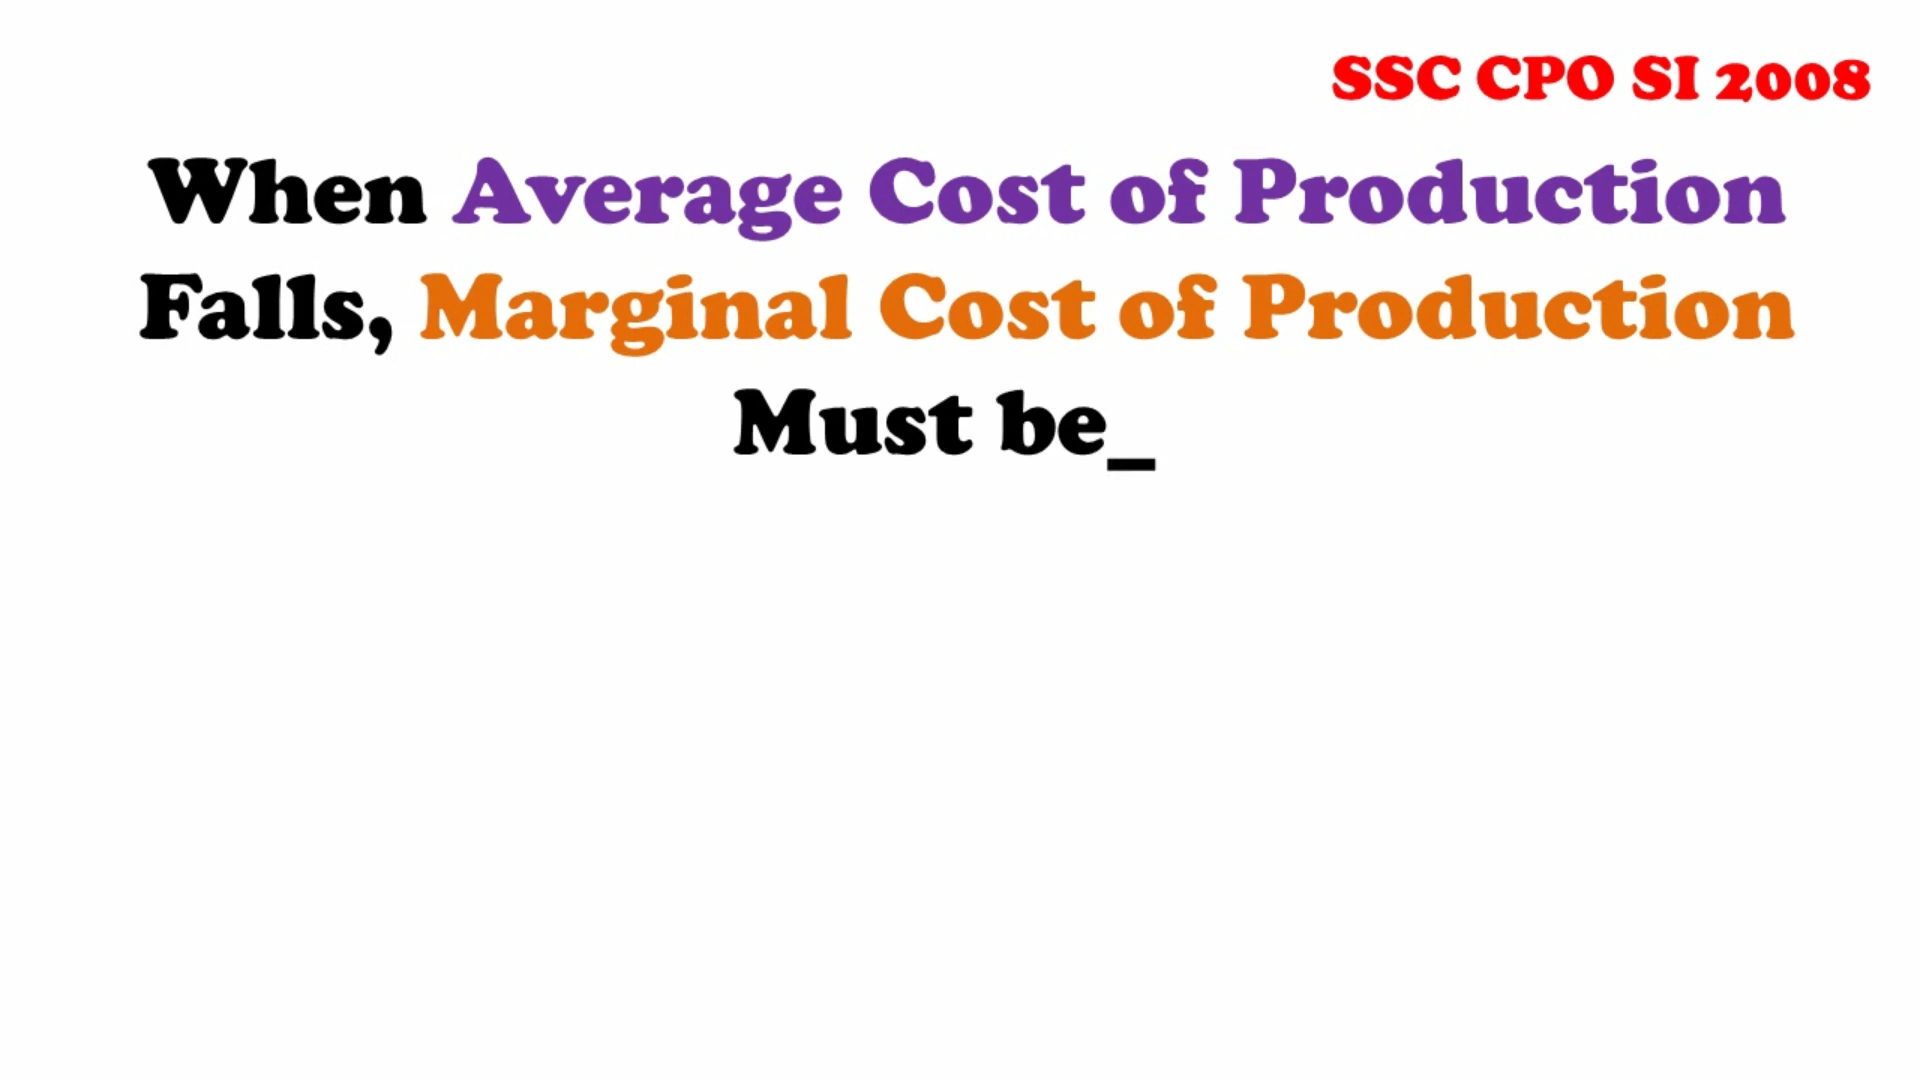 SSC CPO SI 2008
When Average Cost of Production
Falls, Marginal Cost of Production
Must be_